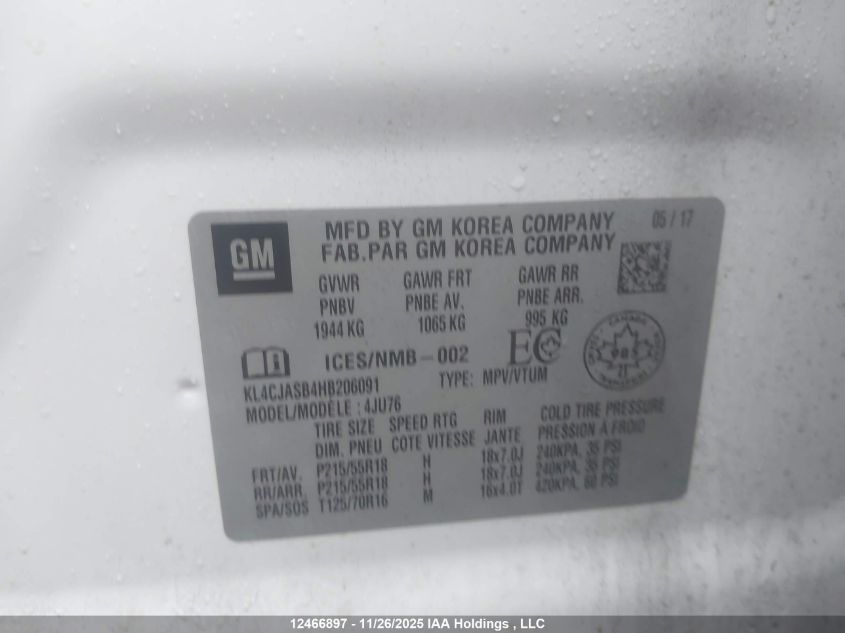 GM
MFD BY GM KOREA COMPANY 05 / 17
FAB.PAR GM KOREA COMPANY
GVWR GAWR FRT GAWR RR
PNBV PNBE AV. PNBE ARR.
1944 KG 1065 KG 995 KG
ICES/NMB-002 EC
KL4CJASB4HB206091 TYPE: MPV/VTUM
MODEL/MODÈLE : 4JU76
TIRE SIZE SPEED RTG RIM COLD TIRE PRESSURE
DIM. PNEU COTE VITESSE JANTE PRESSION À FROID
FRT/AV. P215/55R18 H 18x7.0J 240KPA, 35 PSI
RR/ARR. P215/55R18 H 18x7.0J 240KPA, 35 PSI
SPA/SOS T125/70R16 M 16x4.0T 420KPA, 60 PSI
12466897 - 11/26/2025 IAA Holdings , LLC